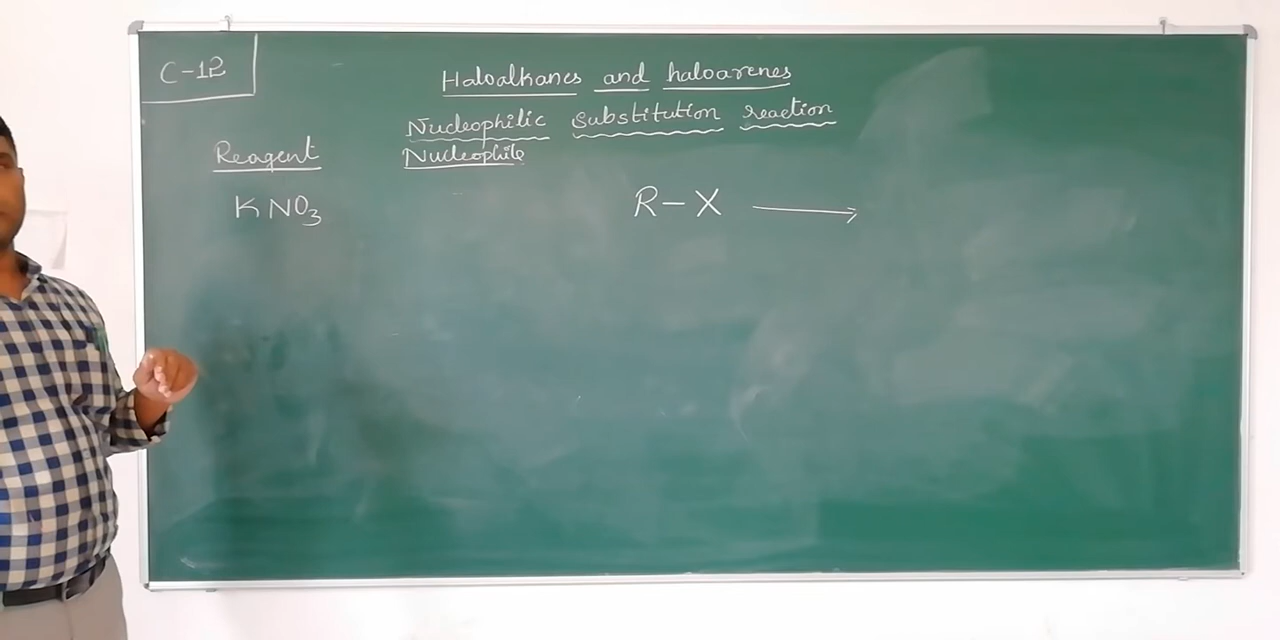 C-12
Haloalkanes and haloarenes
Nucleophilic Substitution reaction
Reagent Nucleophile
KNO3 R-X ⟶